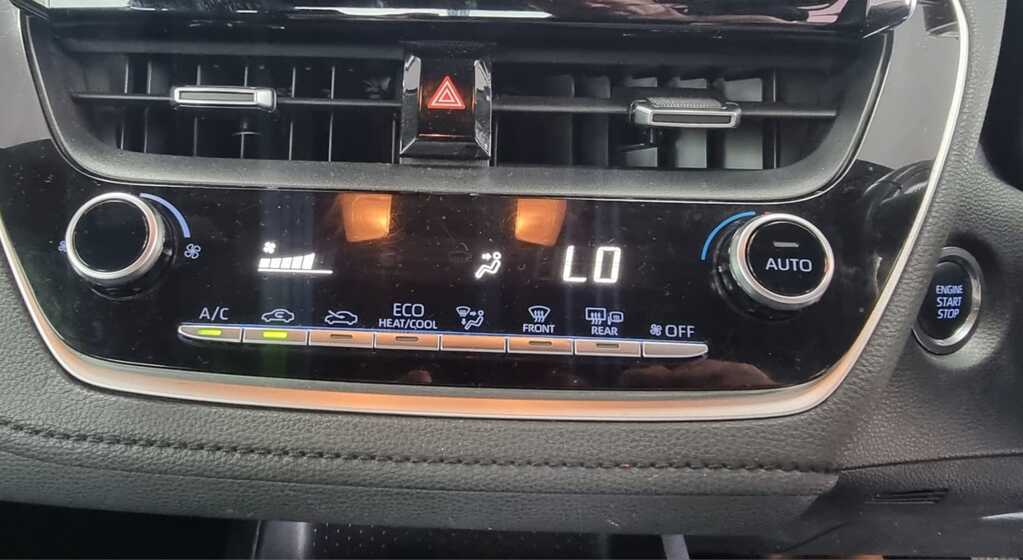 LO
AUTO
A/C
ECO
HEAT/COOL
FRONT
REAR
OFF
ENGINE
START
STOP